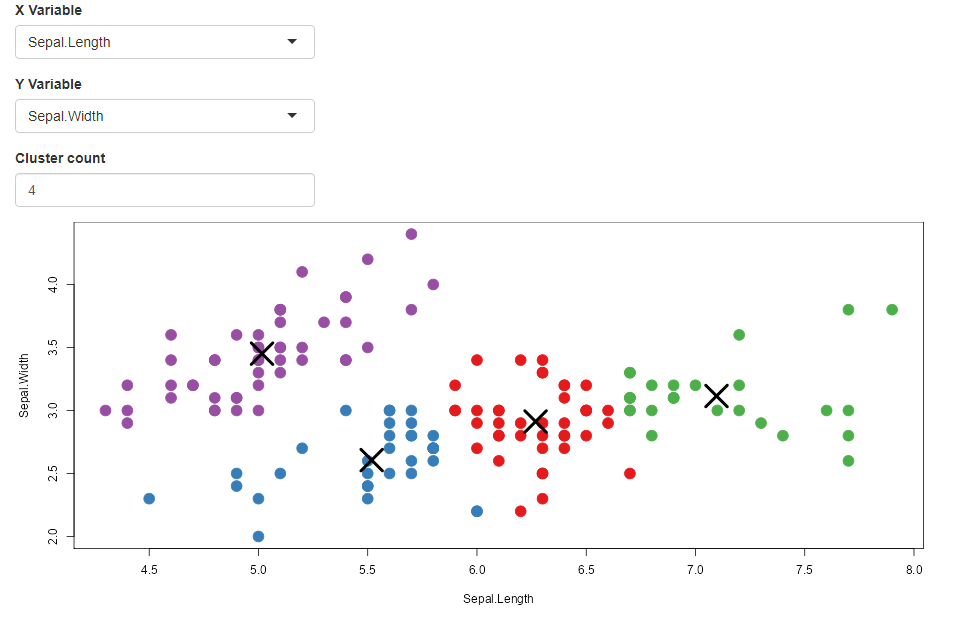 X Variable
Sepal.Length
Y Variable
Sepal.Width
Cluster count
4
4.0
3.5
3.0
2.5
2.0
Sepal.Width
4.5 5.0 5.5 6.0 6.5 7.0 7.5 8.0
Sepal.Length